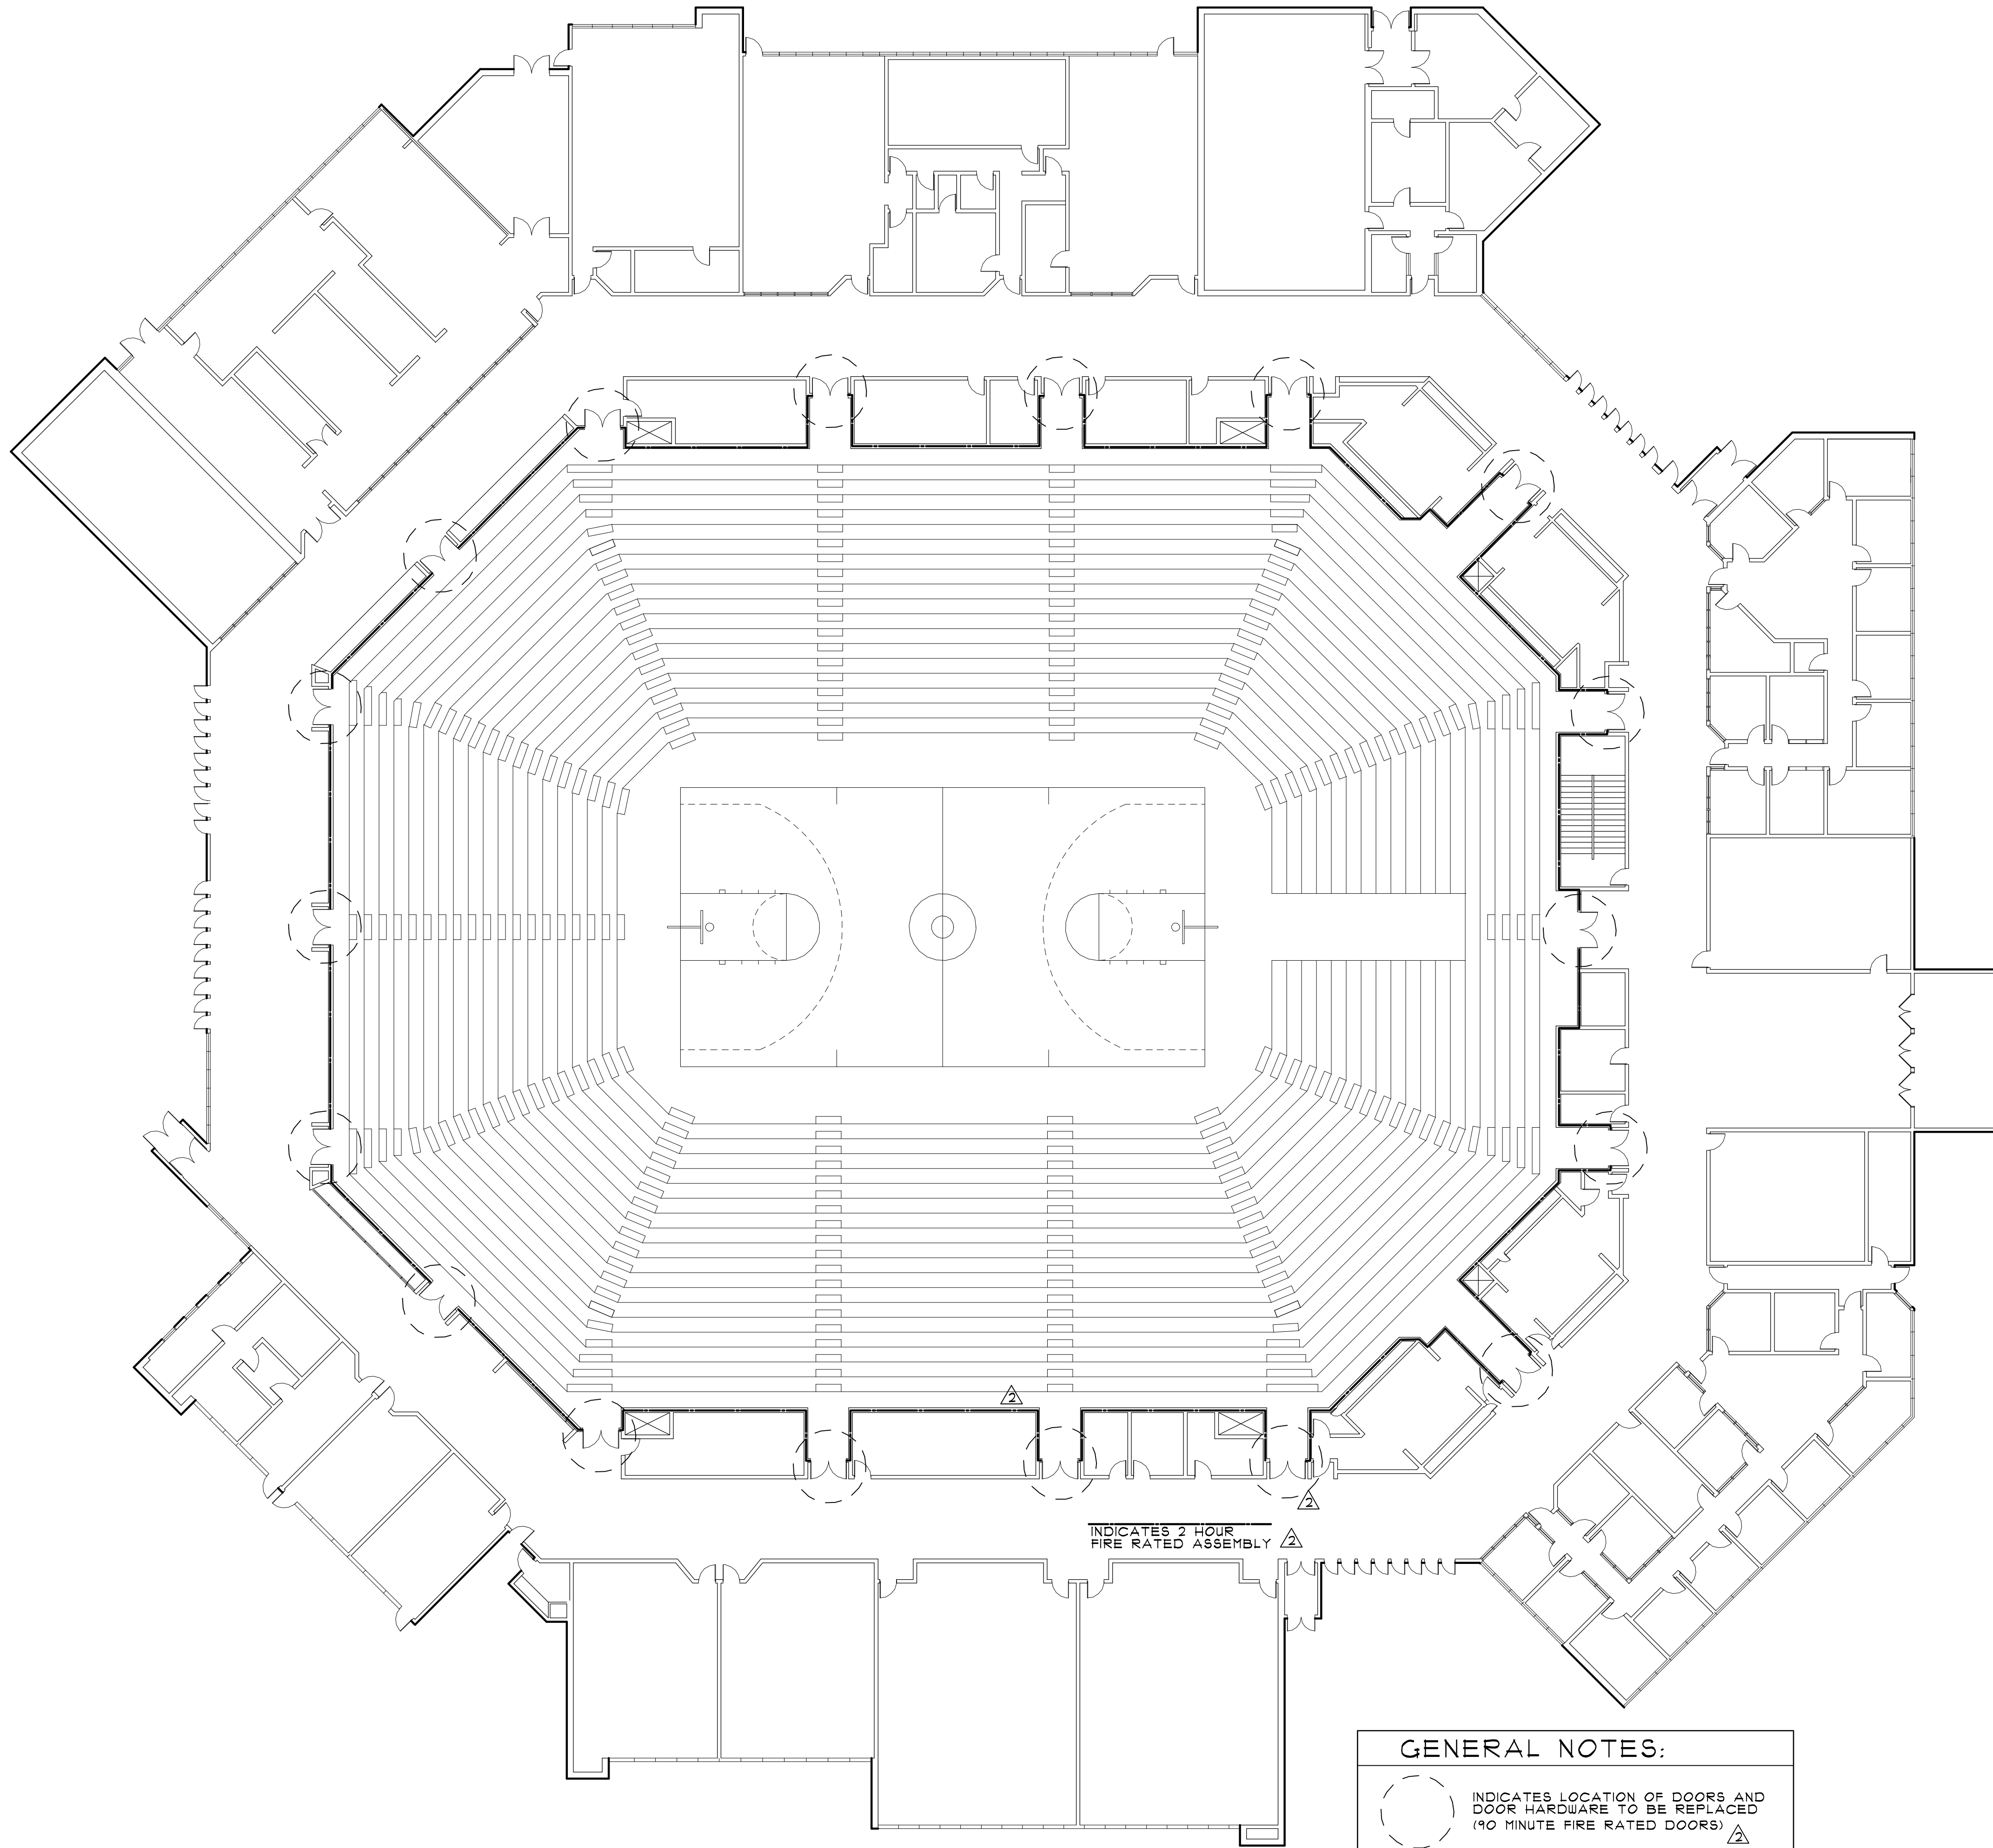 2
2
INDICATES 2 HOUR
FIRE RATED ASSEMBLY 2
GENERAL NOTES:
INDICATES LOCATION OF DOORS AND
DOOR HARDWARE TO BE REPLACED
(90 MINUTE FIRE RATED DOORS) 2